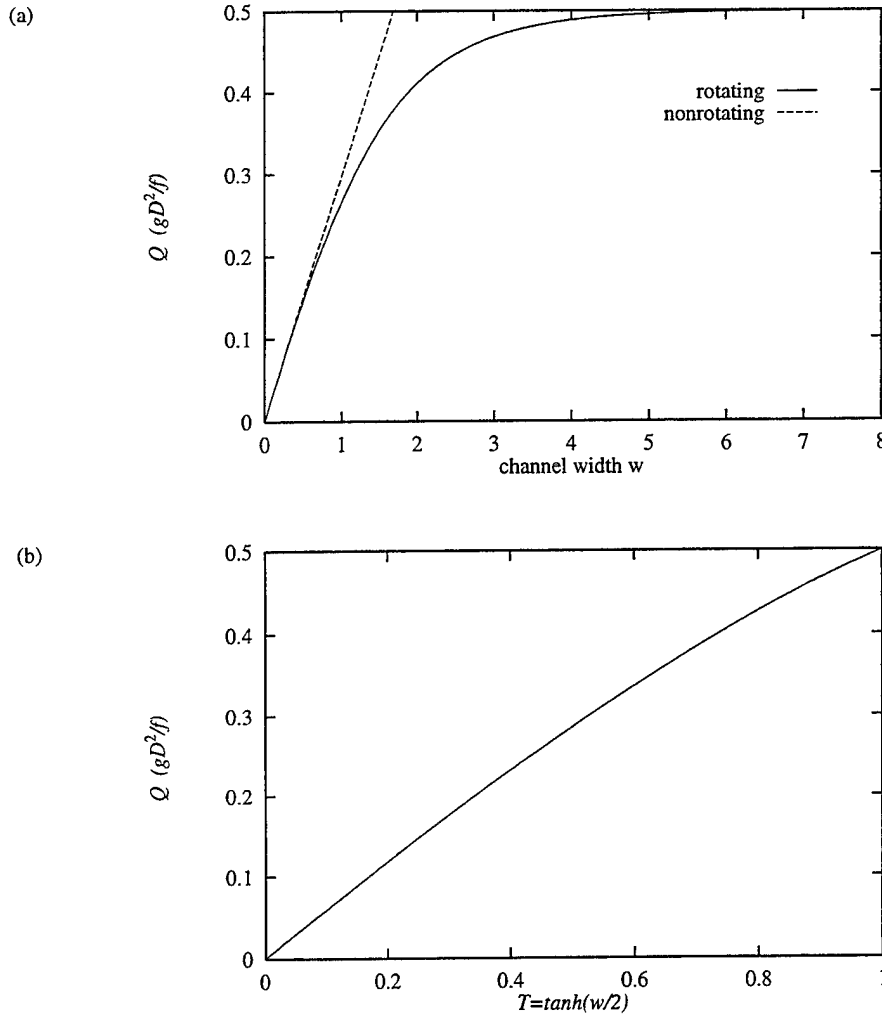 (a)
0.5
0.4
0.3
0.2
0.1
0
Q (gD²/f)
rotating
nonrotating
0 1 2 3 4 5 6 7 8
channel width w
(b)
0.5
0.4
0.3
0.2
0.1
0
Q (gD²/f)
0 0.2 0.4 0.6 0.8 1
T=tanh(w/2)